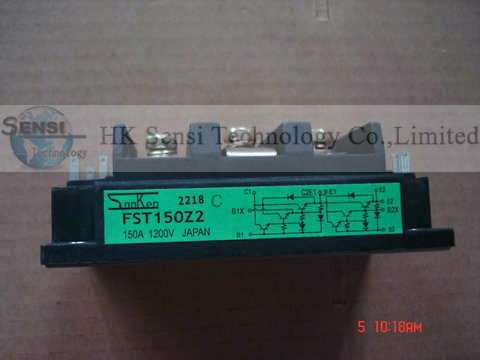 HK Sensi Technology Co.,Limited
SENSI
Technology
SanKen 2218 C
FST150Z2
150A 1200V JAPAN
C1 C2E1 E1 E2
E2
B1X B2X
B1 B2
5 10:18AM